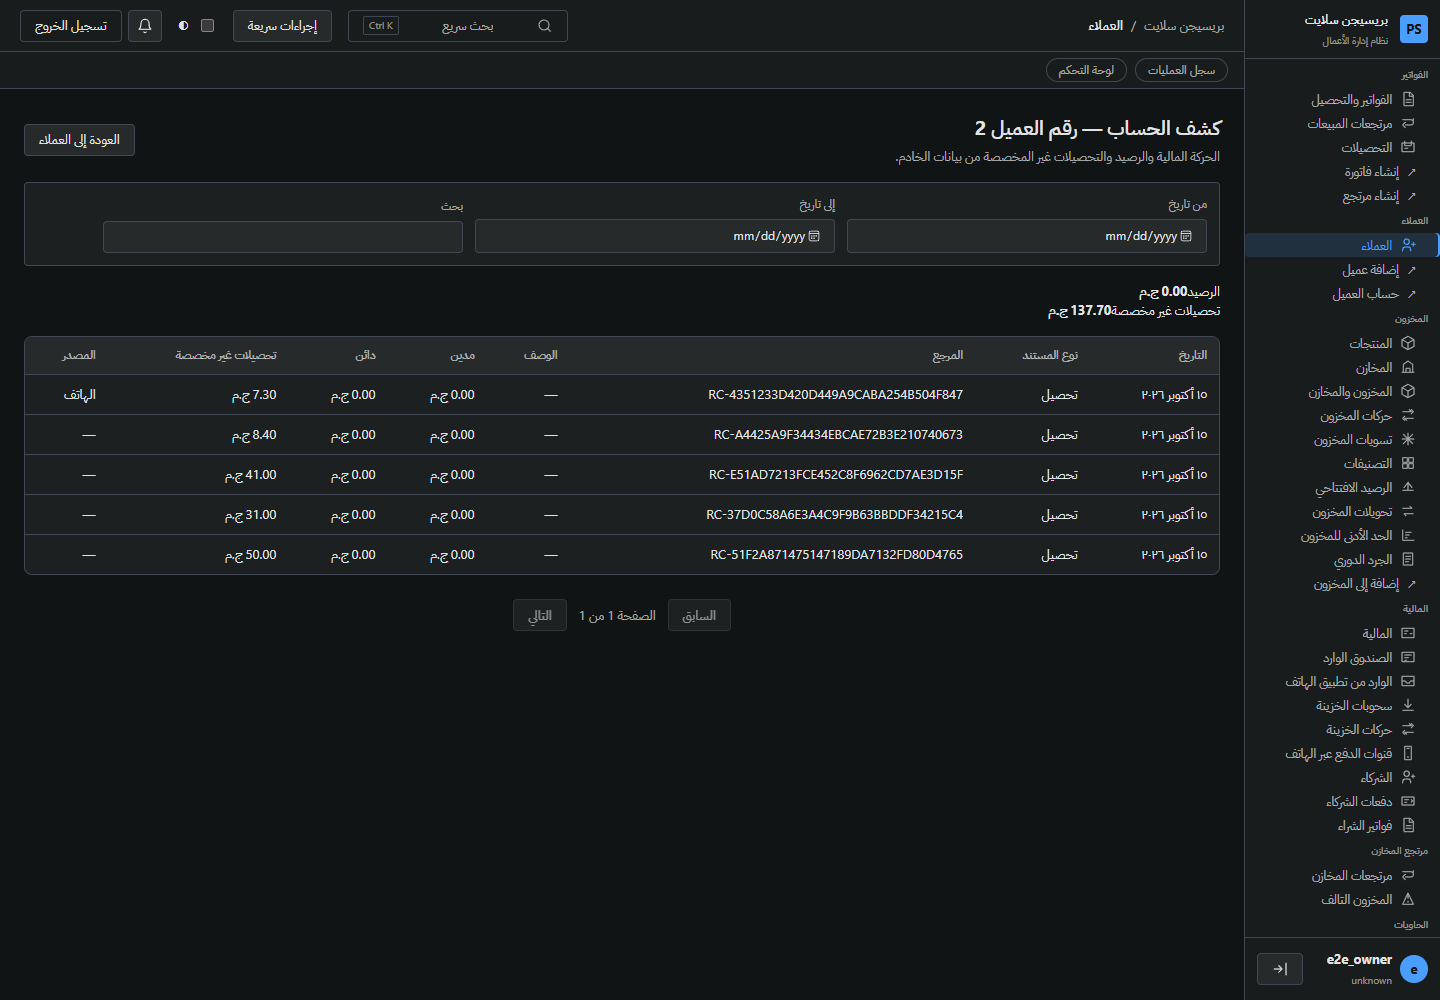 PS
بريسيجن سلايت
نظام إدارة الأعمال
بريسيجن سلايت / العملاء
بحث سريع
Ctrl K
إجراءات سريعة
تسجيل الخروج
سجل العمليات
لوحة التحكم
الفواتير
الفواتير والتحصيل
مرتجعات المبيعات
التحصيلات
إنشاء فاتورة
إنشاء مرتجع
العملاء
العملاء
إضافة عميل
حساب العميل
المخزون
المنتجات
المخازن
المخزون والمخازن
حركات المخزون
تسويات المخزون
التصنيفات
الرصيد الافتتاحي
تحويلات المخزون
الحد الأدنى للمخزون
الجرد الدوري
إضافة إلى المخزون
المالية
المالية
الصندوق الوارد
الوارد من تطبيق الهاتف
سحوبات الخزينة
حركات الخزينة
قنوات الدفع عبر الهاتف
الشركاء
دفعات الشركاء
فواتير الشراء
مرتجع المخازن
مرتجعات المخازن
المخزون التالف
الحاويات
e
e2e_owner
unknown
كشف الحساب — رقم العميل 2
الحركة المالية والرصيد والتحصيلات غير المخصصة من بيانات الخادم.
العودة إلى العملاء
من تاريخ
إلى تاريخ
بحث
mm/dd/yyyy
mm/dd/yyyy
الرصيد0.00 ج.م
تحصيلات غير مخصصة137.70 ج.م
التاريخ نوع المستند المرجع الوصف مدين دائن تحصيلات غير مخصصة المصدر
١٥ أكتوبر ٢٠٢٦ تحصيل RC-4351233D420D449A9CABA254B504F847 — 0.00 ج.م 0.00 ج.م 7.30 ج.م الهاتف
١٥ أكتوبر ٢٠٢٦ تحصيل RC-A4425A9F34434EBCAE72B3E210740673 — 0.00 ج.م 0.00 ج.م 8.40 ج.م —
١٥ أكتوبر ٢٠٢٦ تحصيل RC-E51AD7213FCE452C8F6962CD7AE3D15F — 0.00 ج.م 0.00 ج.م 41.00 ج.م —
١٥ أكتوبر ٢٠٢٦ تحصيل RC-37D0C58A6E3A4C9F9B63BBDDF34215C4 — 0.00 ج.م 0.00 ج.م 31.00 ج.م —
١٥ أكتوبر ٢٠٢٦ تحصيل RC-51F2A871475147189DA7132FD80D4765 — 0.00 ج.م 0.00 ج.م 50.00 ج.م —
السابق
الصفحة 1 من 1
التالي